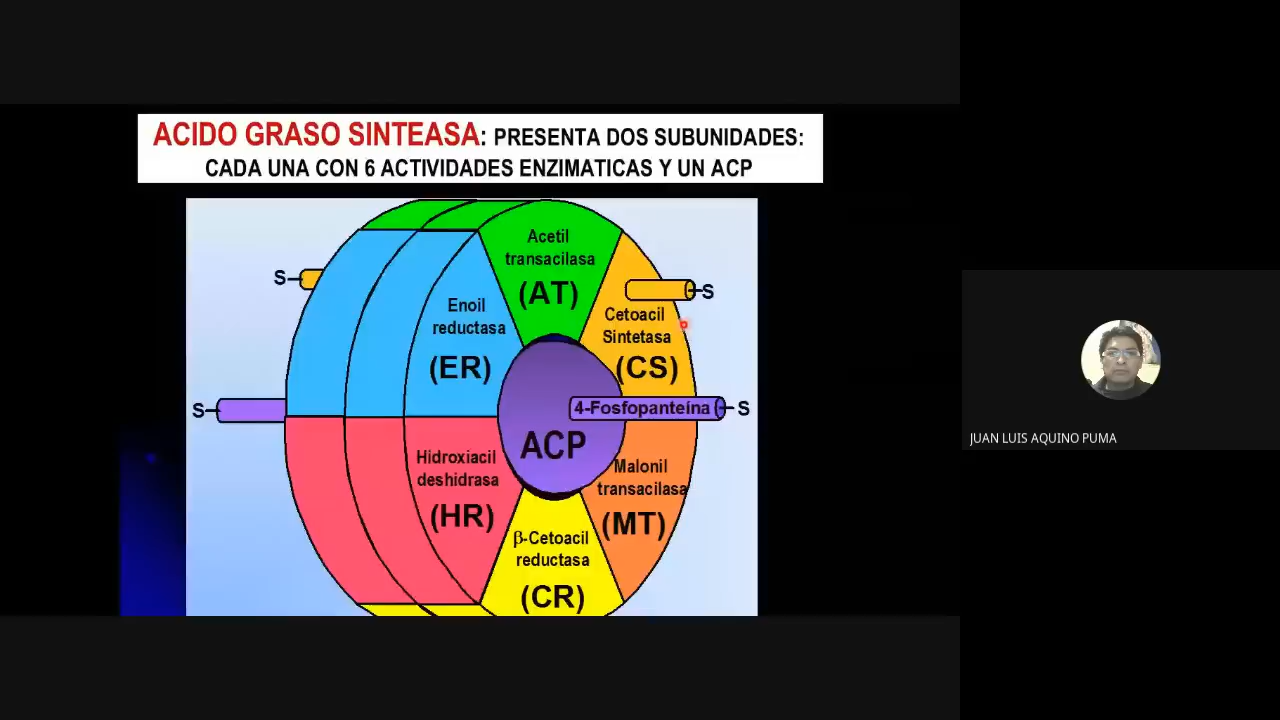 ACIDO GRASO SINTEASA: PRESENTA DOS SUBUNIDADES:
CADA UNA CON 6 ACTIVIDADES ENZIMATICAS Y UN ACP
Acetil
transacilasa
(AT)
S
S
Enoil
reductasa
(ER)
Cetoacil
Sintetasa
(CS)
S
4-Fosfopanteína
S
ACP
Hidroxiacil
deshidrasa
(HR)
Malonil
transacilasa
(MT)
β-Cetoacil
reductasa
(CR)
JUAN LUIS AQUINO PUMA